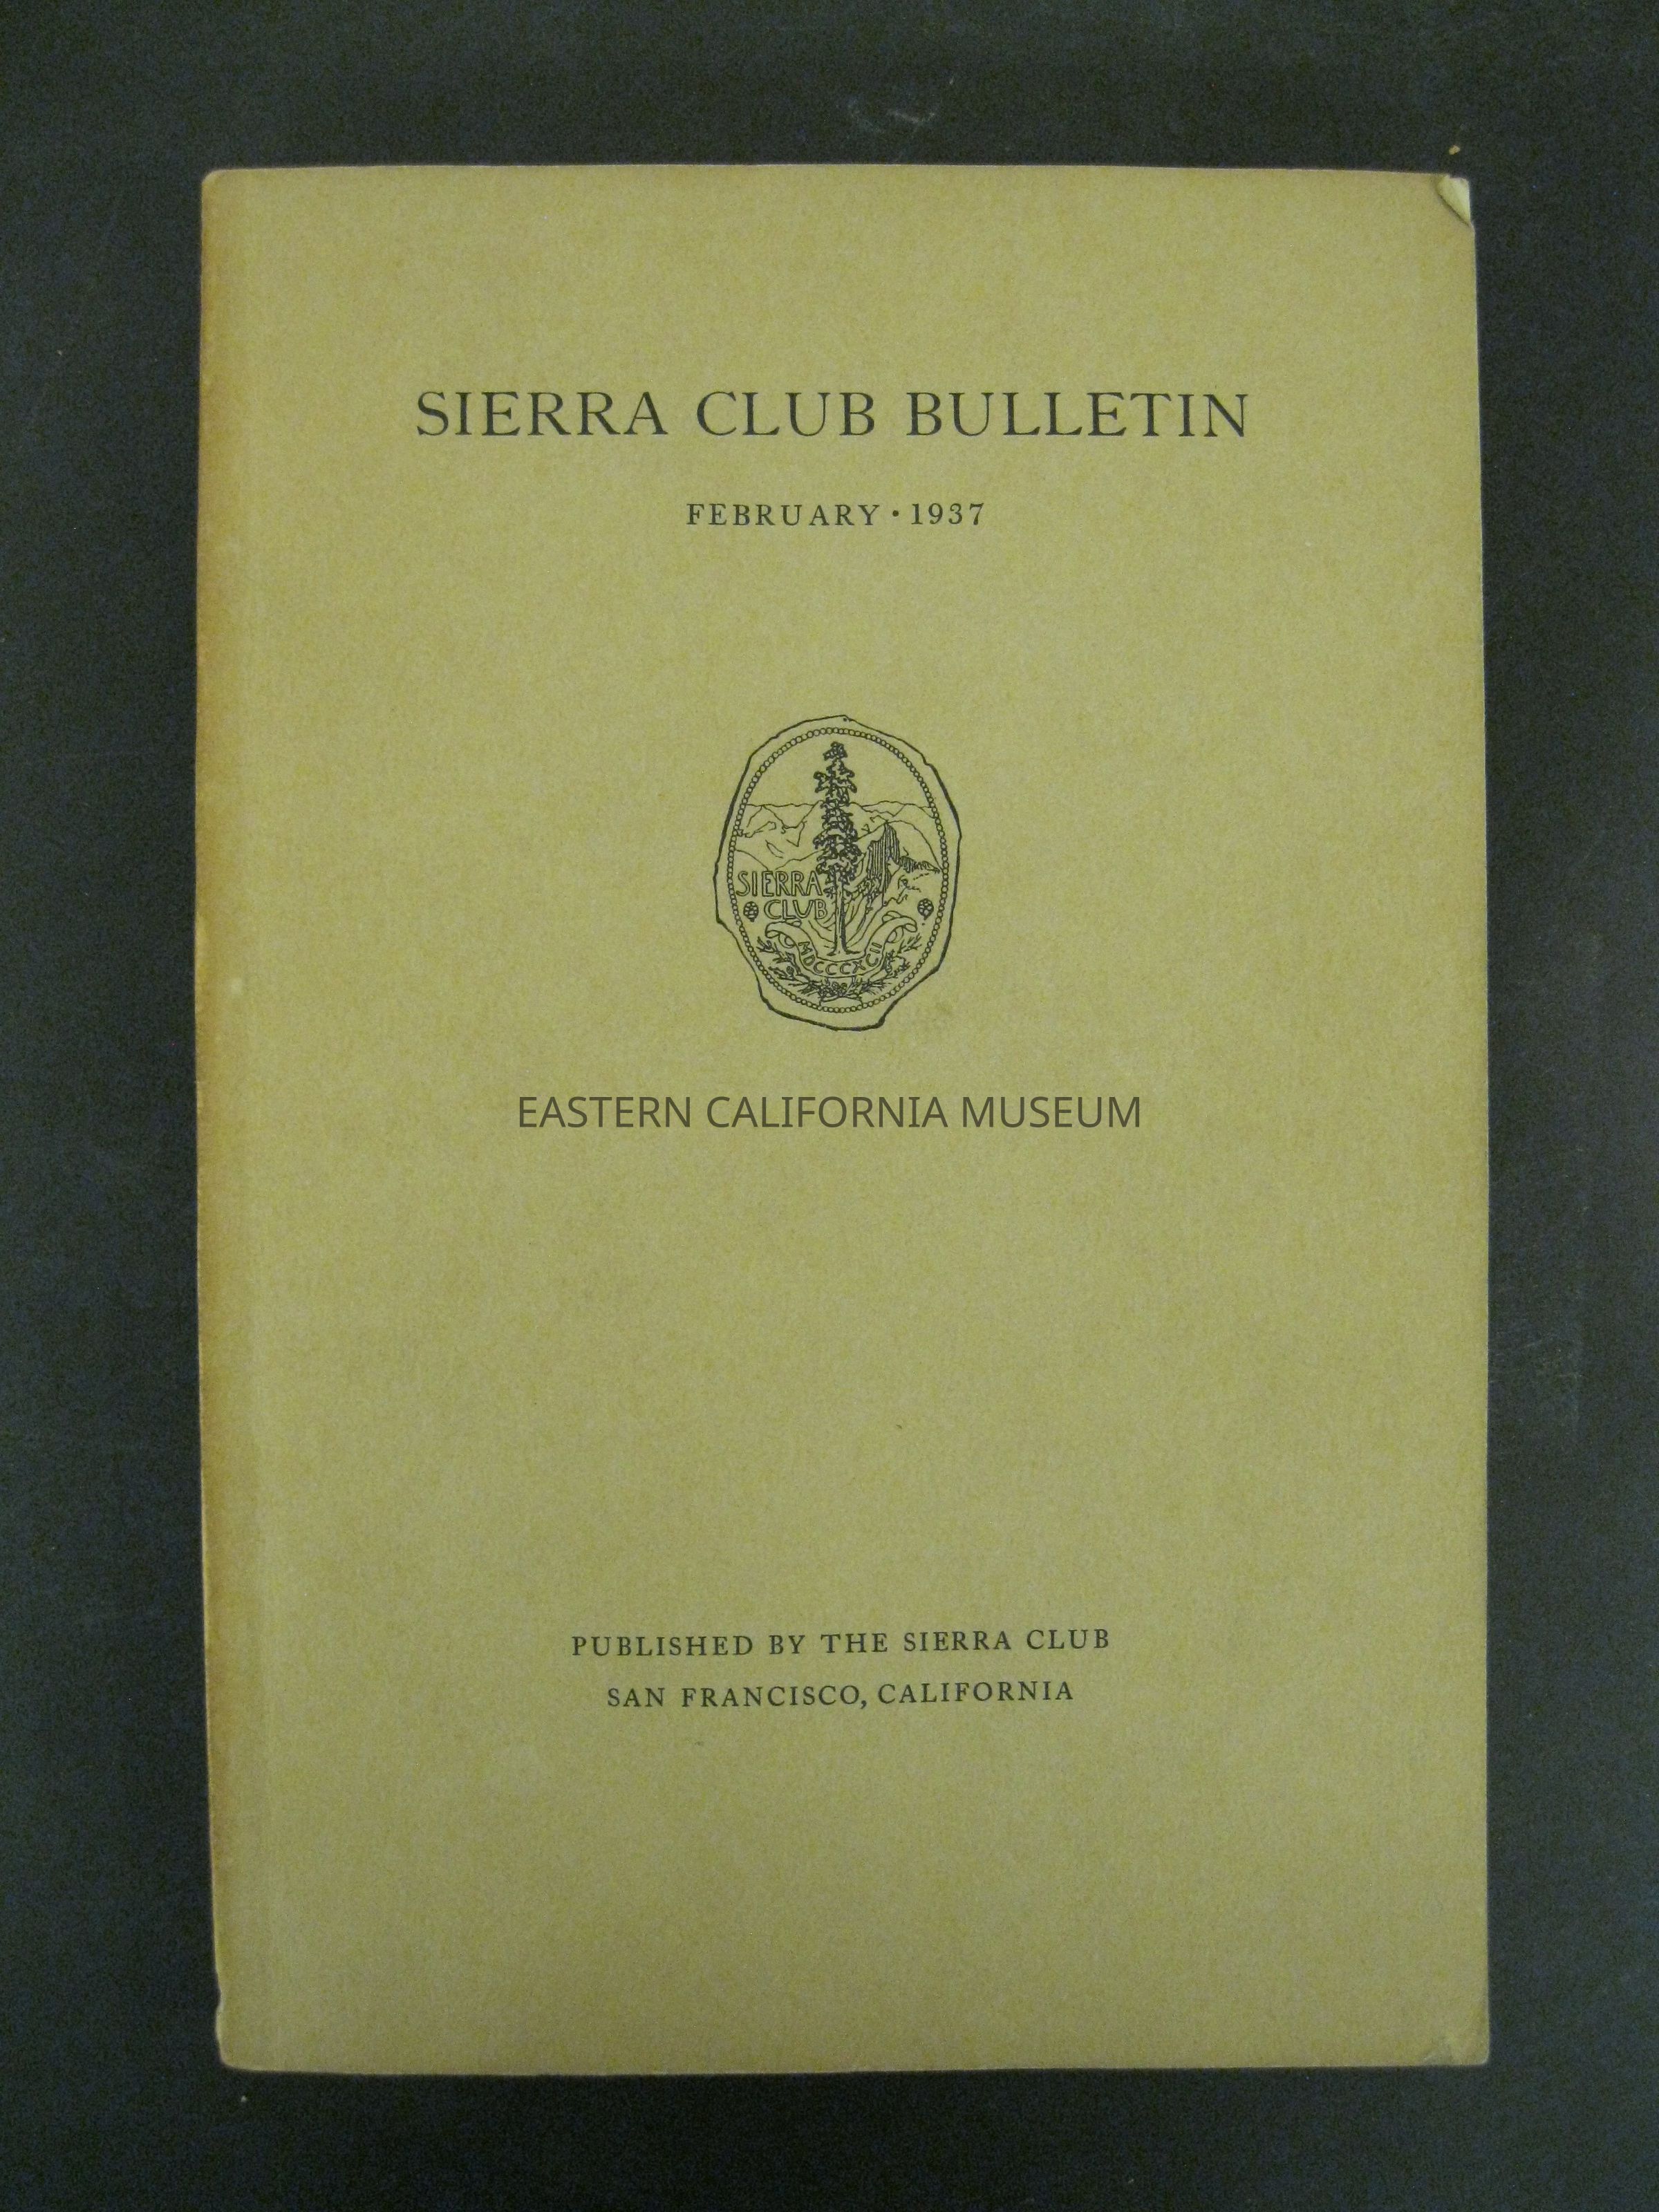 SIERRA CLUB BULLETIN
FEBRUARY • 1937
SIERRA
CLUB
MDCCCXCII
EASTERN CALIFORNIA MUSEUM
PUBLISHED BY THE SIERRA CLUB
SAN FRANCISCO, CALIFORNIA